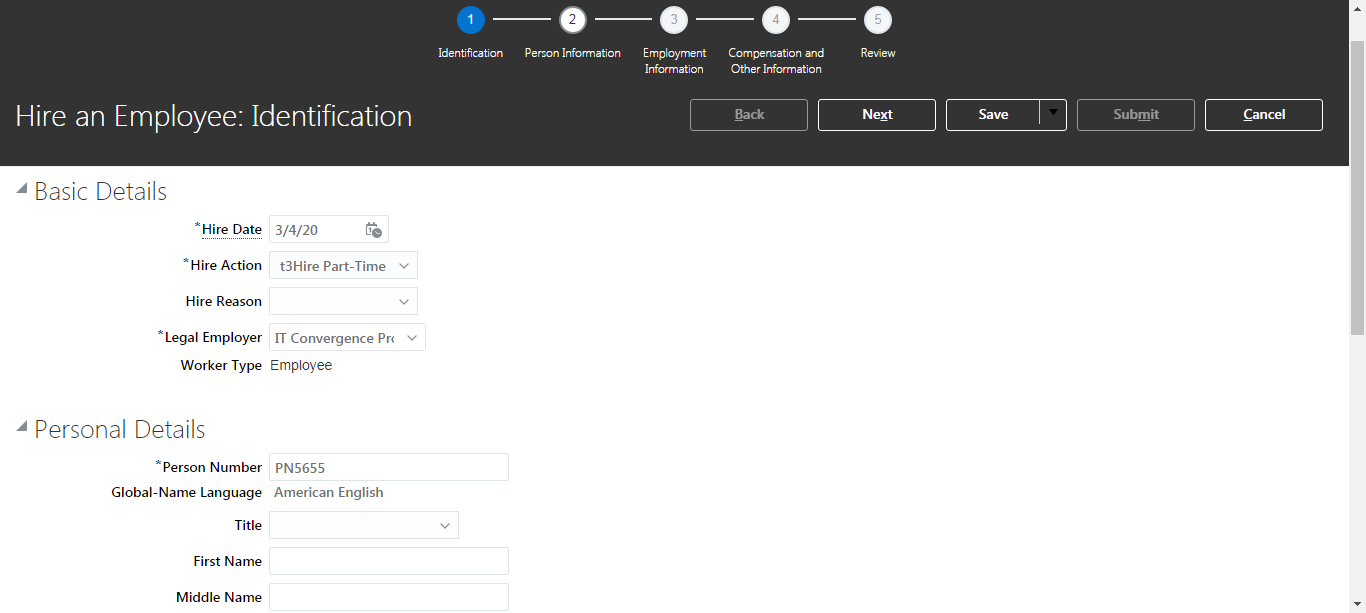 1 2 3 4 5
Identification Person Information Employment Information Compensation and Other Information Review
Hire an Employee: Identification
Back Next Save Submit Cancel
Basic Details
*Hire Date 3/4/20
*Hire Action t3Hire Part-Time
Hire Reason
*Legal Employer IT Convergence Pro
Worker Type Employee
Personal Details
*Person Number PN5655
Global-Name Language American English
Title
First Name
Middle Name